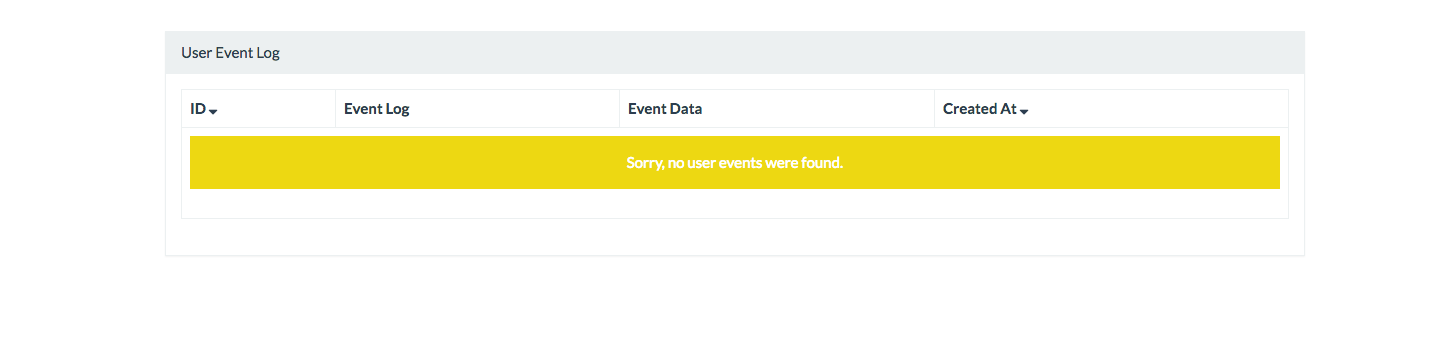 User Event Log
ID Event Log Event Data Created At
Sorry, no user events were found.